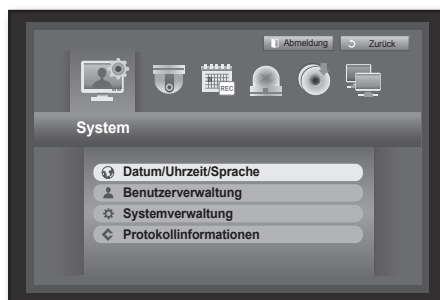 Abmeldung
Zurück
REC
System
Datum/Uhrzeit/Sprache
Benutzerverwaltung
Systemverwaltung
Protokollinformationen